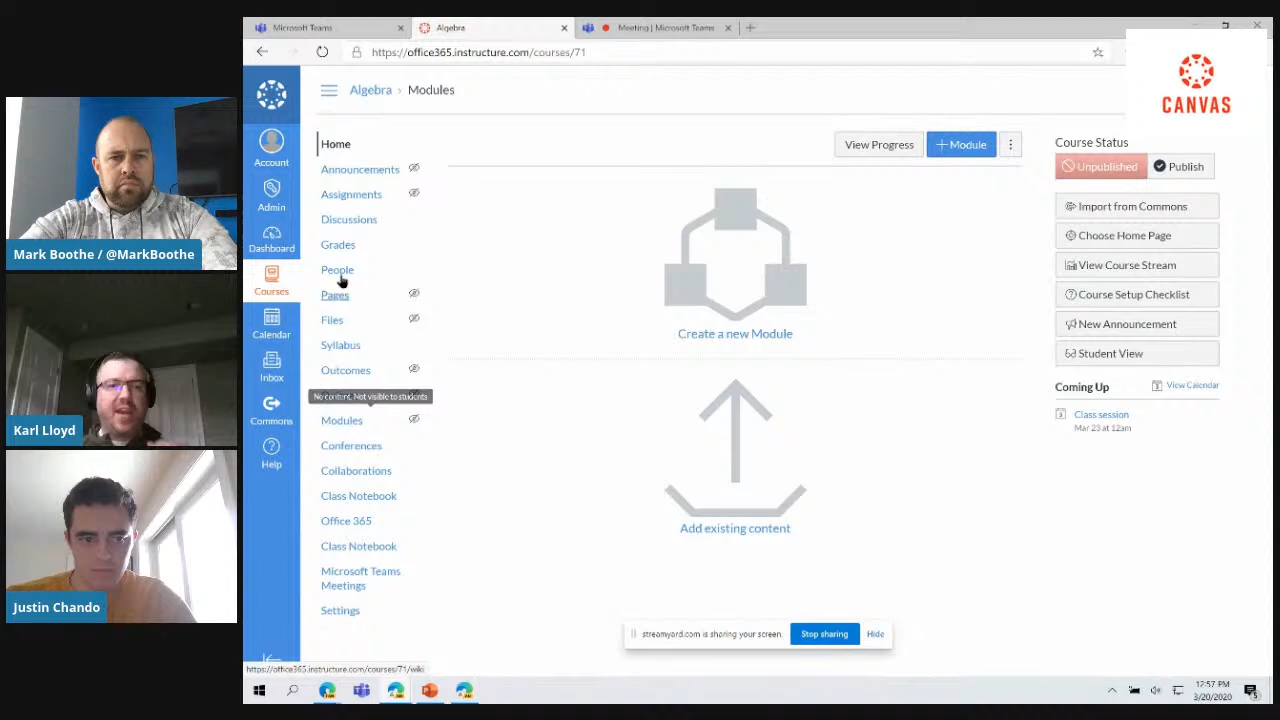 Microsoft Teams
Algebra
Meeting | Microsoft Teams
https://office365.instructure.com/courses/71
CANVAS
Algebra › Modules
Account
Admin
Dashboard
Courses
Calendar
Inbox
Commons
Help
Home
Announcements
Assignments
Discussions
Grades
People
Pages
Files
Syllabus
Outcomes
No content. Not visible to students
Modules
Conferences
Collaborations
Class Notebook
Office 365
Class Notebook
Microsoft Teams
Meetings
Settings
View Progress
+ Module
Create a new Module
Add existing content
Course Status
Unpublished
Publish
Import from Commons
Choose Home Page
View Course Stream
Course Setup Checklist
New Announcement
Student View
Coming Up
View Calendar
3
3
Class session
Mar 23 at 12am
Mark Boothe / @MarkBoothe
Karl Lloyd
Justin Chando
streamyard.com is sharing your screen.
Stop sharing
Hide
https://office365.instructure.com/courses/71/wiki
12:57 PM
3/20/2020